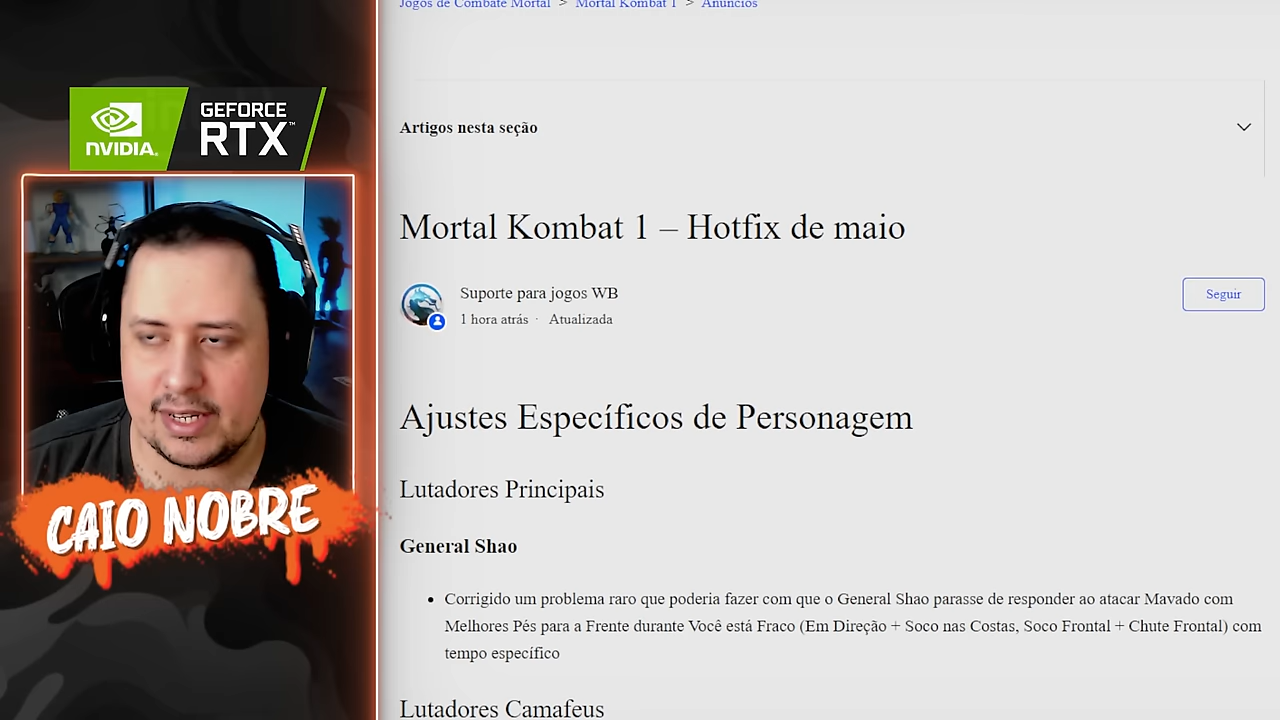 Jogos de Combate Mortal > Mortal Kombat 1 > Anúncios
NVIDIA.
GEFORCE
RTX™
Artigos nesta seção
Mortal Kombat 1 – Hotfix de maio
Suporte para jogos WB
1 hora atrás · Atualizada
Seguir
Ajustes Específicos de Personagem
Lutadores Principais
CAIO NOBRE
General Shao
• Corrigido um problema raro que poderia fazer com que o General Shao parasse de responder ao atacar Mavado com
Melhores Pés para a Frente durante Você está Fraco (Em Direção + Soco nas Costas, Soco Frontal + Chute Frontal) com
tempo específico
Lutadores Camafeus